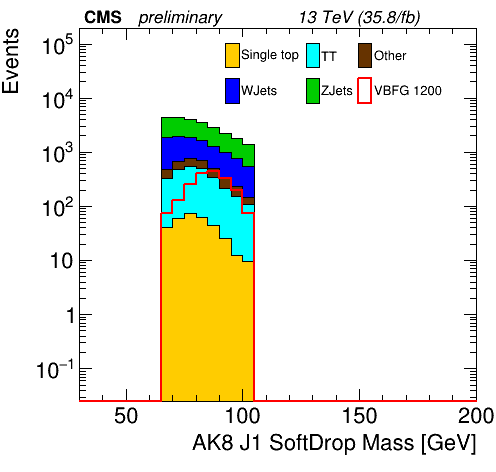 CMS preliminary 13 TeV (35.8/fb)
Events
Single top TT Other
WJets ZJets VBFG 1200
10^5
10^4
10^3
10^2
10
1
10^−1
50 100 150 200
AK8 J1 SoftDrop Mass [GeV]